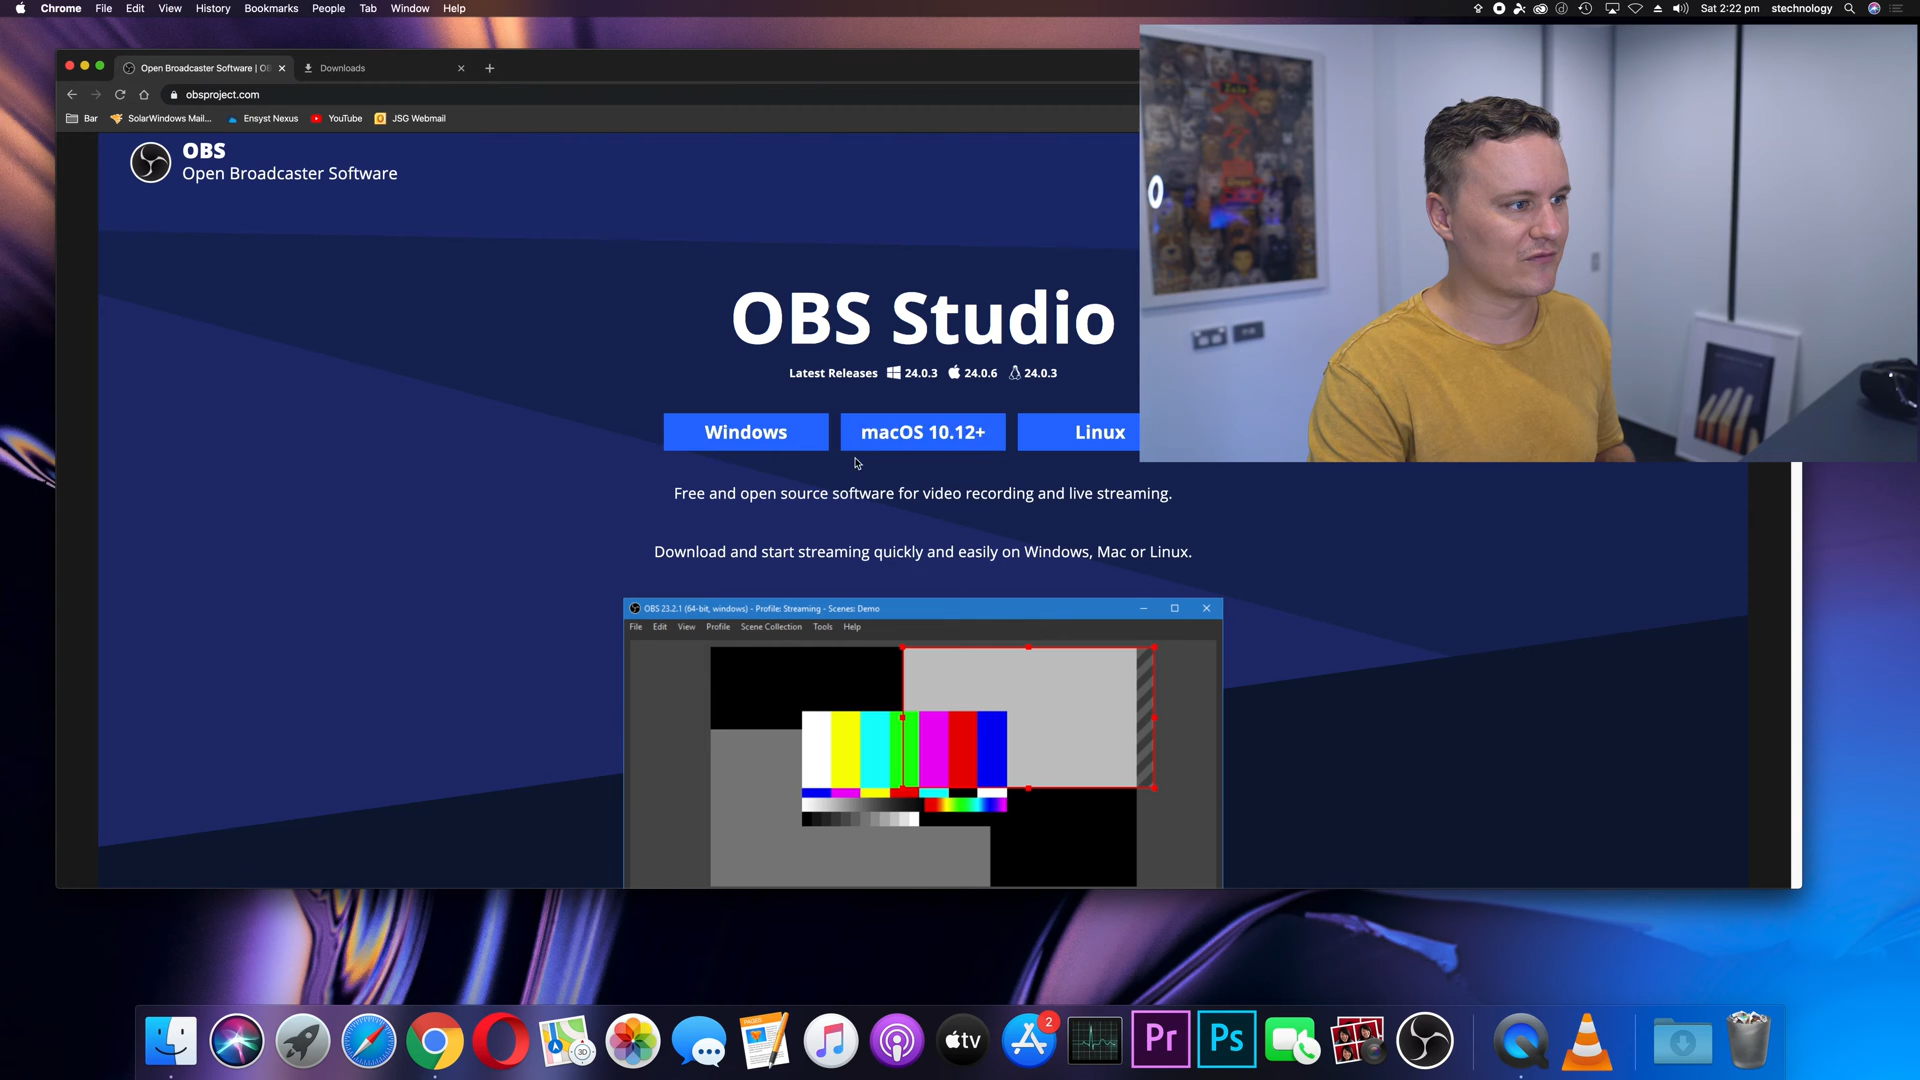 Chrome File Edit View History Bookmarks People Tab Window Help
Sat 2:22 pm stechnology
Open Broadcaster Software | OB
Downloads
obsproject.com
Bar SolarWindows Mail... Ensyst Nexus YouTube JSG Webmail
OBS
Open Broadcaster Software
OBS Studio
Latest Releases 24.0.3 24.0.6 24.0.3
Windows macOS 10.12+ Linux
Free and open source software for video recording and live streaming.
Download and start streaming quickly and easily on Windows, Mac or Linux.
OBS 23.2.1 (64-bit, windows) - Profile: Streaming - Scenes: Demo
File Edit View Profile Scene Collection Tools Help
3D
PAGES
tv
2
Pr
Ps